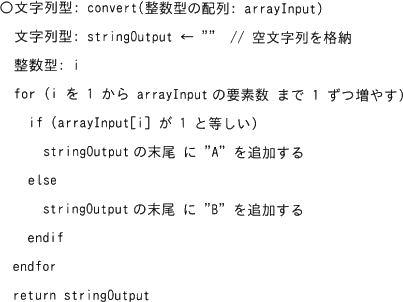 ○文字列型: convert(整数型の配列: arrayInput)
文字列型: stringOutput ← ”” // 空文字列を格納
整数型: i
for (i を 1 から arrayInput の要素数 まで 1 ずつ増やす)
if (arrayInput[i] が 1 と等しい)
stringOutput の末尾 に ”A” を追加する
else
stringOutput の末尾 に ”B” を追加する
endif
endfor
return stringOutput